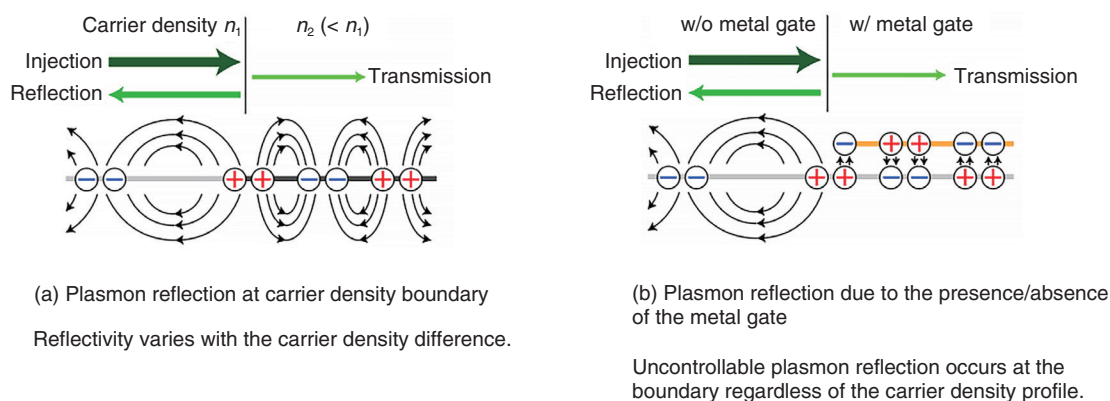 Carrier density n₁
n₂ (< n₁)
Injection
Transmission
Reflection
− − + + − − + +
(a) Plasmon reflection at carrier density boundary
Reflectivity varies with the carrier density difference.
w/o metal gate
w/ metal gate
Injection
Transmission
Reflection
− + + − −
− − + + − − + +
(b) Plasmon reflection due to the presence/absence
of the metal gate
Uncontrollable plasmon reflection occurs at the
boundary regardless of the carrier density profile.